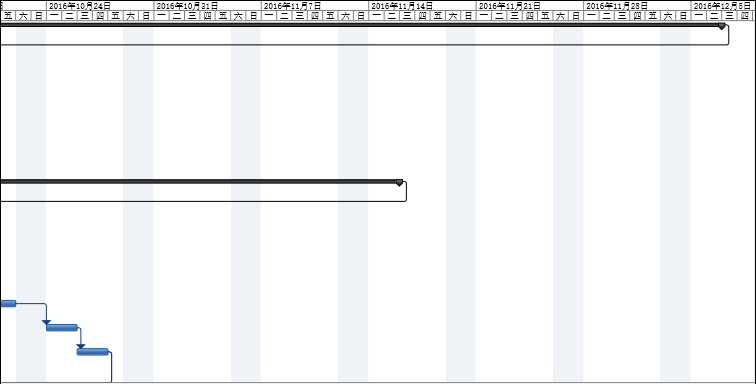 2016年10月24日 2016年10月31日 2016年11月7日 2016年11月14日 2016年11月21日 2016年11月28日 2016年12月5日
五 六 日 一 二 三 四 五 六 日 一 二 三 四 五 六 日 一 二 三 四 五 六 日 一 二 三 四 五 六 日 一 二 三 四 五 六 日 一 二 三 四 五 六 日 一 二 三 四